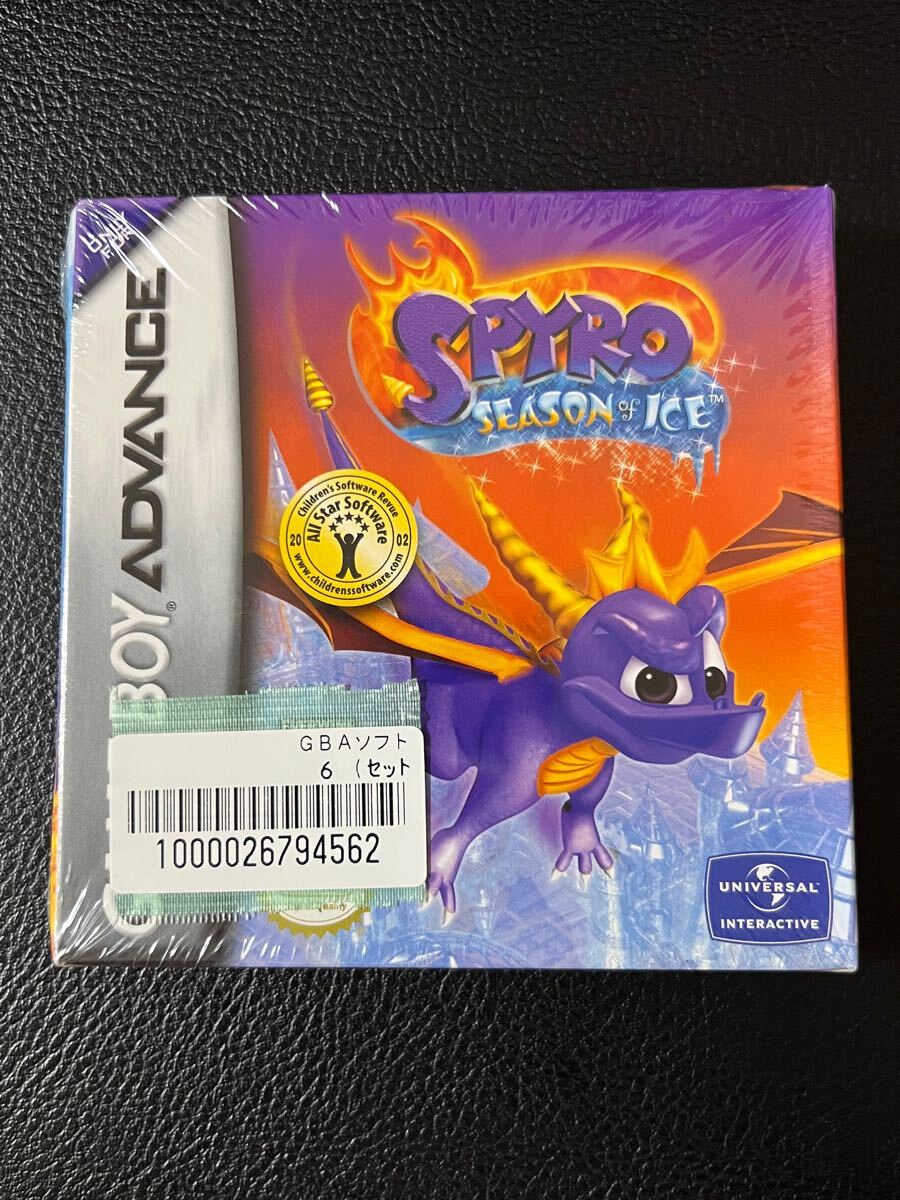 ONLY FOR
BOY ADVANCE
®
SPYRO
SEASON of ICE™
Children's Software Revue
All Star Software
20 02
www.childrenssoftware.com
GBAソフト
6 (セット
1000026794562
Quality
®
UNIVERSAL
INTERACTIVE